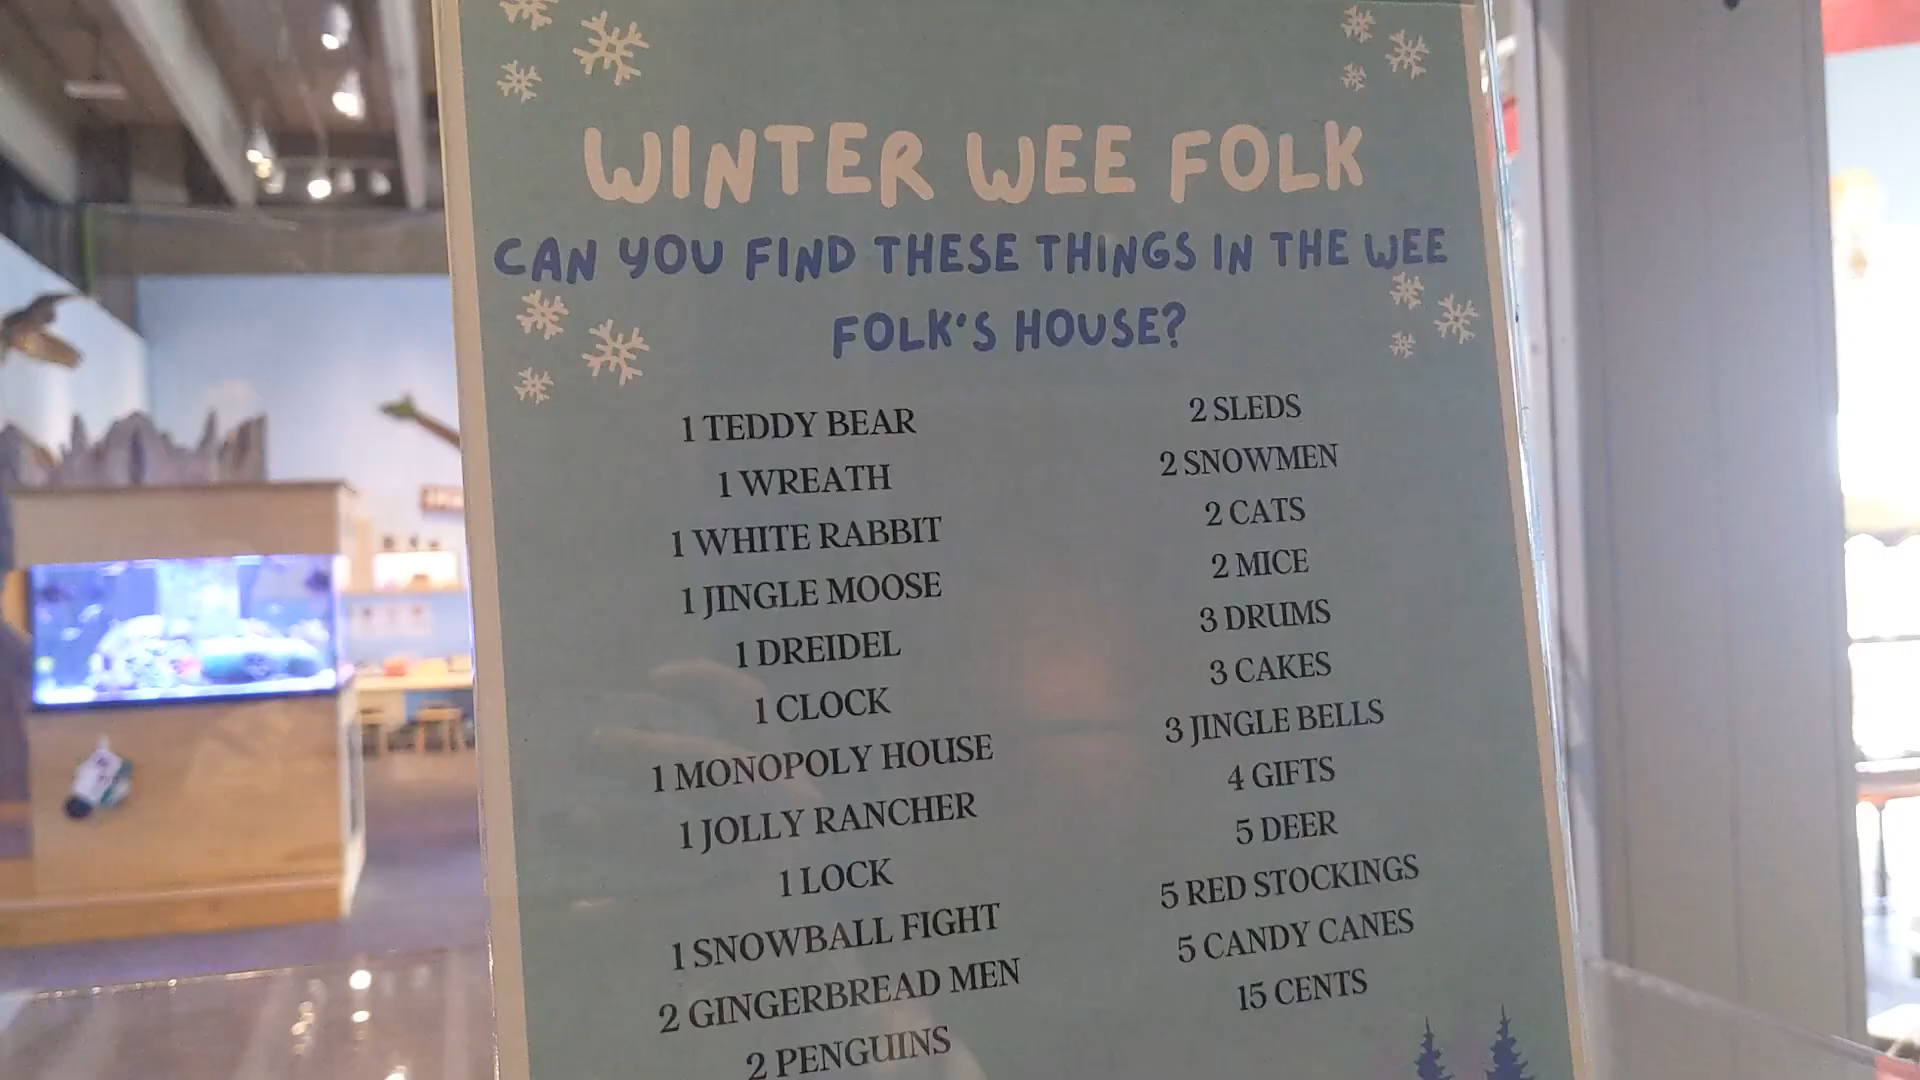 WINTER WEE FOLK
CAN YOU FIND THESE THINGS IN THE WEE
FOLK'S HOUSE?
1 TEDDY BEAR
1 WREATH
1 WHITE RABBIT
1 JINGLE MOOSE
1 DREIDEL
1 CLOCK
1 MONOPOLY HOUSE
1 JOLLY RANCHER
1 LOCK
1 SNOWBALL FIGHT
2 GINGERBREAD MEN
2 PENGUINS
2 SLEDS
2 SNOWMEN
2 CATS
2 MICE
3 DRUMS
3 CAKES
3 JINGLE BELLS
4 GIFTS
5 DEER
5 RED STOCKINGS
5 CANDY CANES
15 CENTS